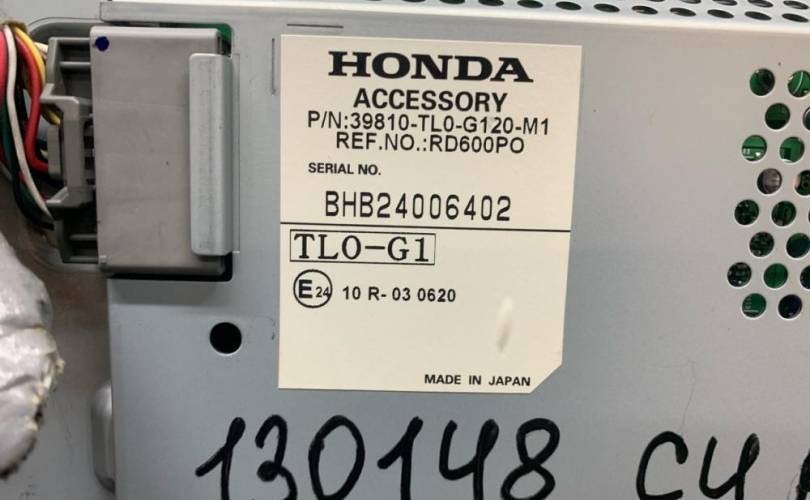 HONDA
ACCESSORY
P/N:39810-TL0-G120-M1
REF.NO.:RD600PO
SERIAL NO.
BHB24006402
TL0-G1
E24 10 R-03 0620
MADE IN JAPAN
130148 СЧ